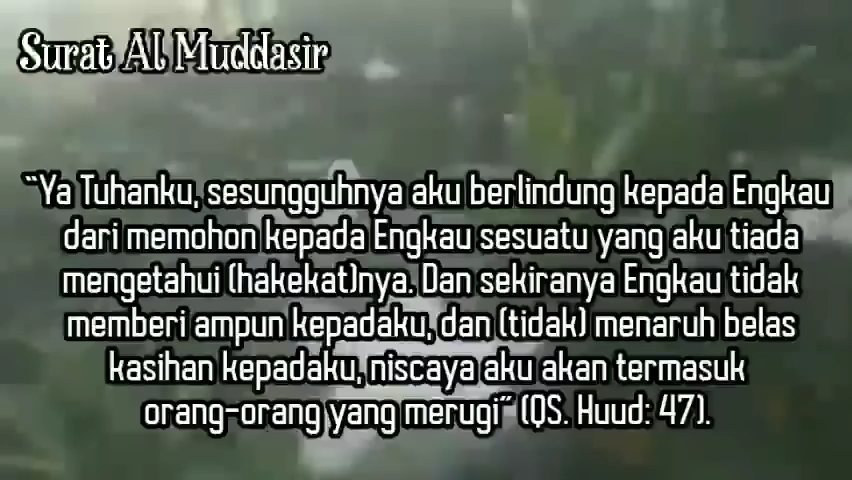 Surat Al Muddasir
"Ya Tuhanku, sesungguhnya aku berlindung kepada Engkau
dari memohon kepada Engkau sesuatu yang aku tiada
mengetahui (hakekat)nya. Dan sekiranya Engkau tidak
memberi ampun kepadaku, dan (tidak) menaruh belas
kasihan kepadaku, niscaya aku akan termasuk
orang-orang yang merugi" (QS. Huud: 47).